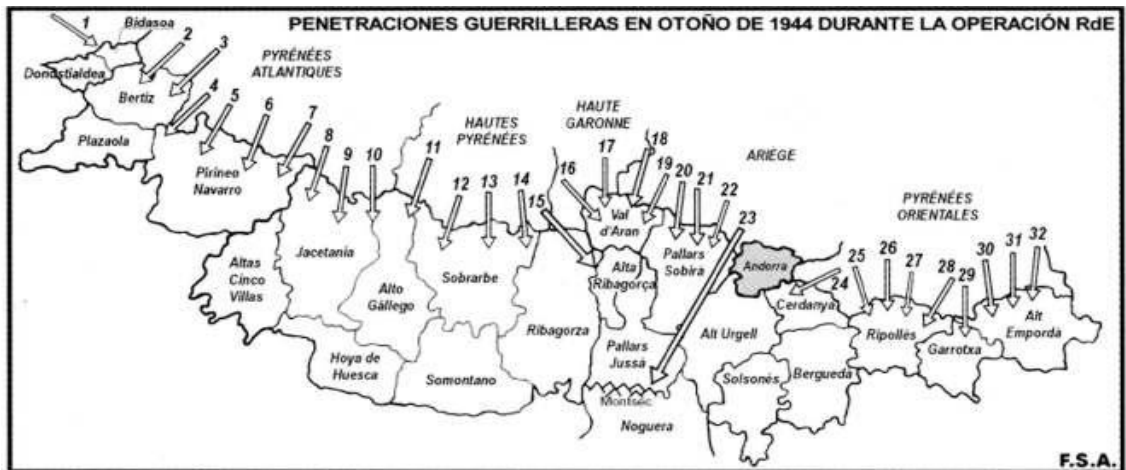 PENETRACIONES GUERRILLERAS EN OTOÑO DE 1944 DURANTE LA OPERACIÓN RdE
1
Bidasoa
2
3
Donostialdea
Bertiz
PYRÉNÉES
ATLANTIQUES
4
5
6
7
8
9
10
11
Plazaola
Pirineo
Navarro
HAUTES
PYRÉNÉES
HAUTE
GARONNE
ARIÈGE
12
13
14
15
16
17
18
19
20
21
22
23
PYRÉNÉES
ORIENTALES
Val
d'Aran
Altas
Cinco
Villas
Jacetania
Alto
Gállego
Sobrarbe
Ribagorza
Alta
Ribagorça
Pallars
Sobirà
Andorra
24
25
26
27
28
29
30
31
32
Cerdanya
Alt Urgell
Ripollès
Garrotxa
Alt
Empordà
Hoya de
Huesca
Somontano
Pallars
Jussà
Solsonès
Berguedà
Montsec
Noguera
F.S.A.